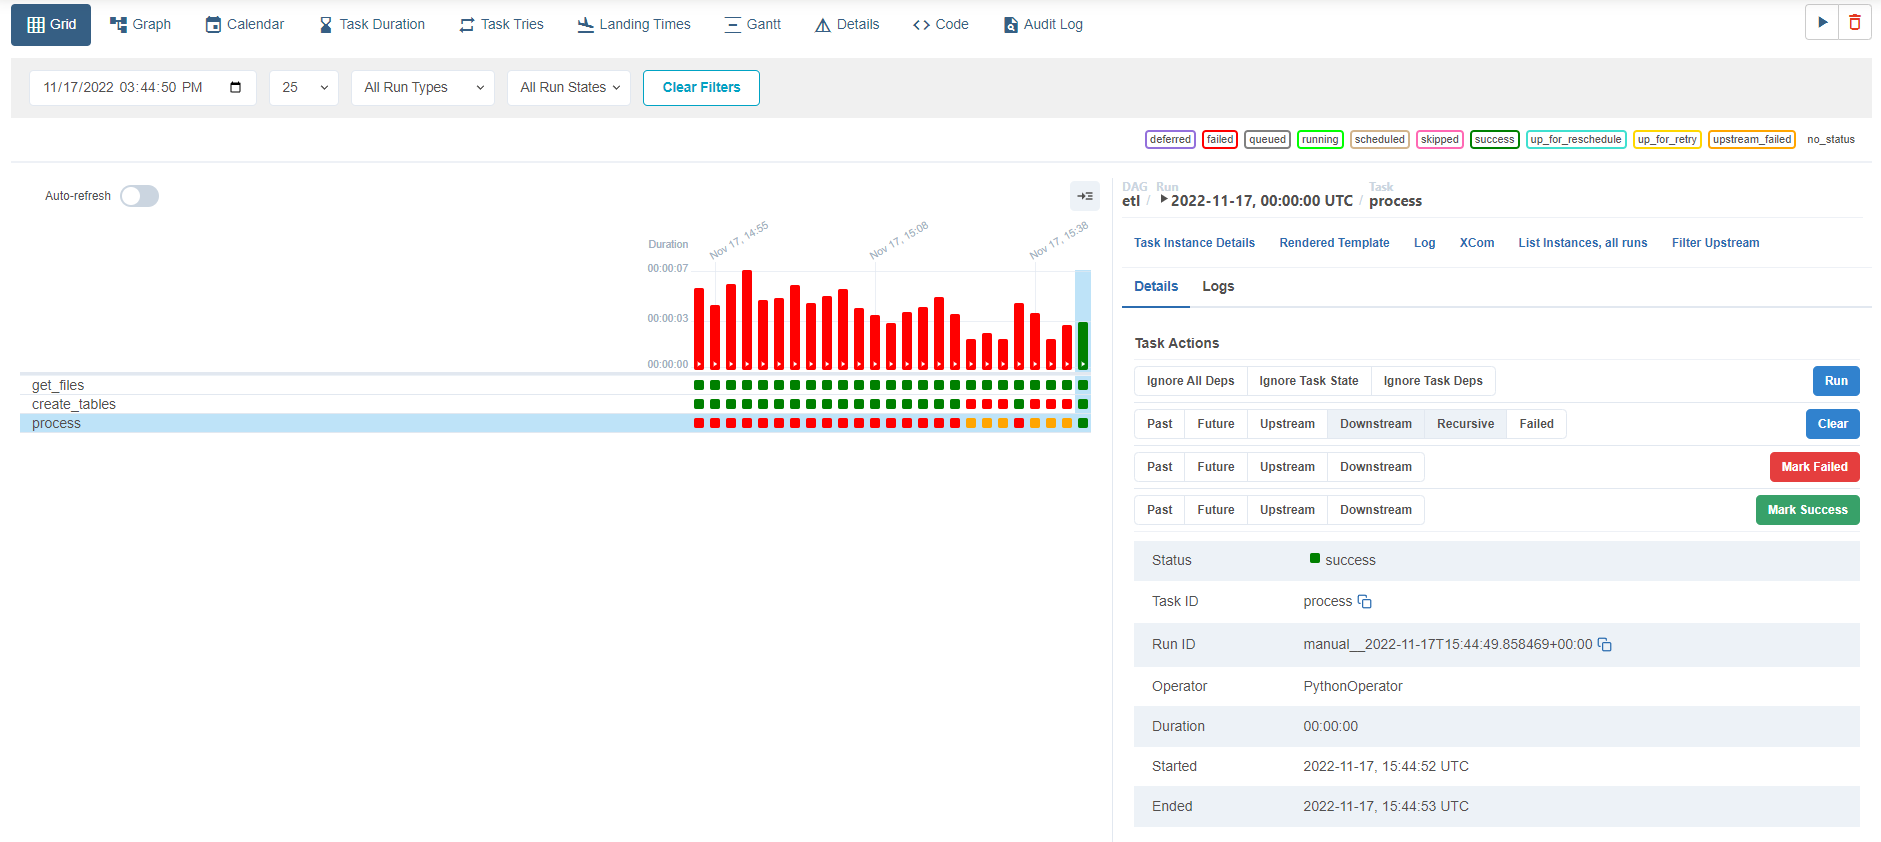 Grid Graph Calendar Task Duration Task Tries Landing Times Gantt Details Code Audit Log
11/17/2022 03:44:50 PM 25 All Run Types All Run States Clear Filters
deferred failed queued running scheduled skipped success up_for_reschedule up_for_retry upstream_failed no_status
Auto-refresh
Duration
Nov 17, 14:55 Nov 17, 15:08 Nov 17, 15:38
00:00:07
00:00:03
00:00:00
get_files
create_tables
process
DAG Run Task
etl / 2022-11-17, 00:00:00 UTC / process
Task Instance Details Rendered Template Log XCom List Instances, all runs Filter Upstream
Details Logs
Task Actions
Ignore All Deps Ignore Task State Ignore Task Deps Run
Past Future Upstream Downstream Recursive Failed Clear
Past Future Upstream Downstream Mark Failed
Past Future Upstream Downstream Mark Success
Status success
Task ID process
Run ID manual__2022-11-17T15:44:49.858469+00:00
Operator PythonOperator
Duration 00:00:00
Started 2022-11-17, 15:44:52 UTC
Ended 2022-11-17, 15:44:53 UTC